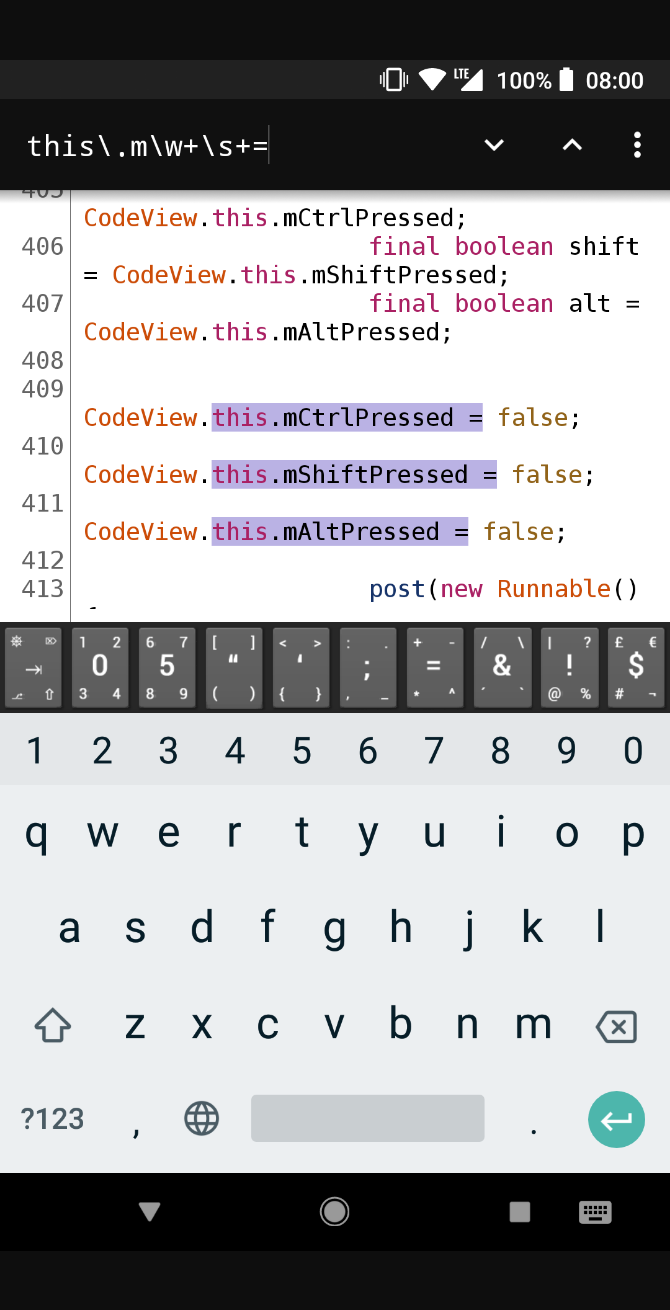 LTE 100% 08:00
this\.m\w+\s+=
405
CodeView.this.mCtrlPressed;
406 final boolean shift
= CodeView.this.mShiftPressed;
407 final boolean alt =
CodeView.this.mAltPressed;
408
409
CodeView.this.mCtrlPressed = false;
410
CodeView.this.mShiftPressed = false;
411
CodeView.this.mAltPressed = false;
412
413 post(new Runnable()
1 2 6 7 [ ] < > : . + - / \ | ? £ €
0 5 " ' ; = & ! $
3 4 8 9 ( ) { } , _ * ^ ´ ` @ % # ¬
1 2 3 4 5 6 7 8 9 0
q w e r t y u i o p
a s d f g h j k l
z x c v b n m
?123 , .